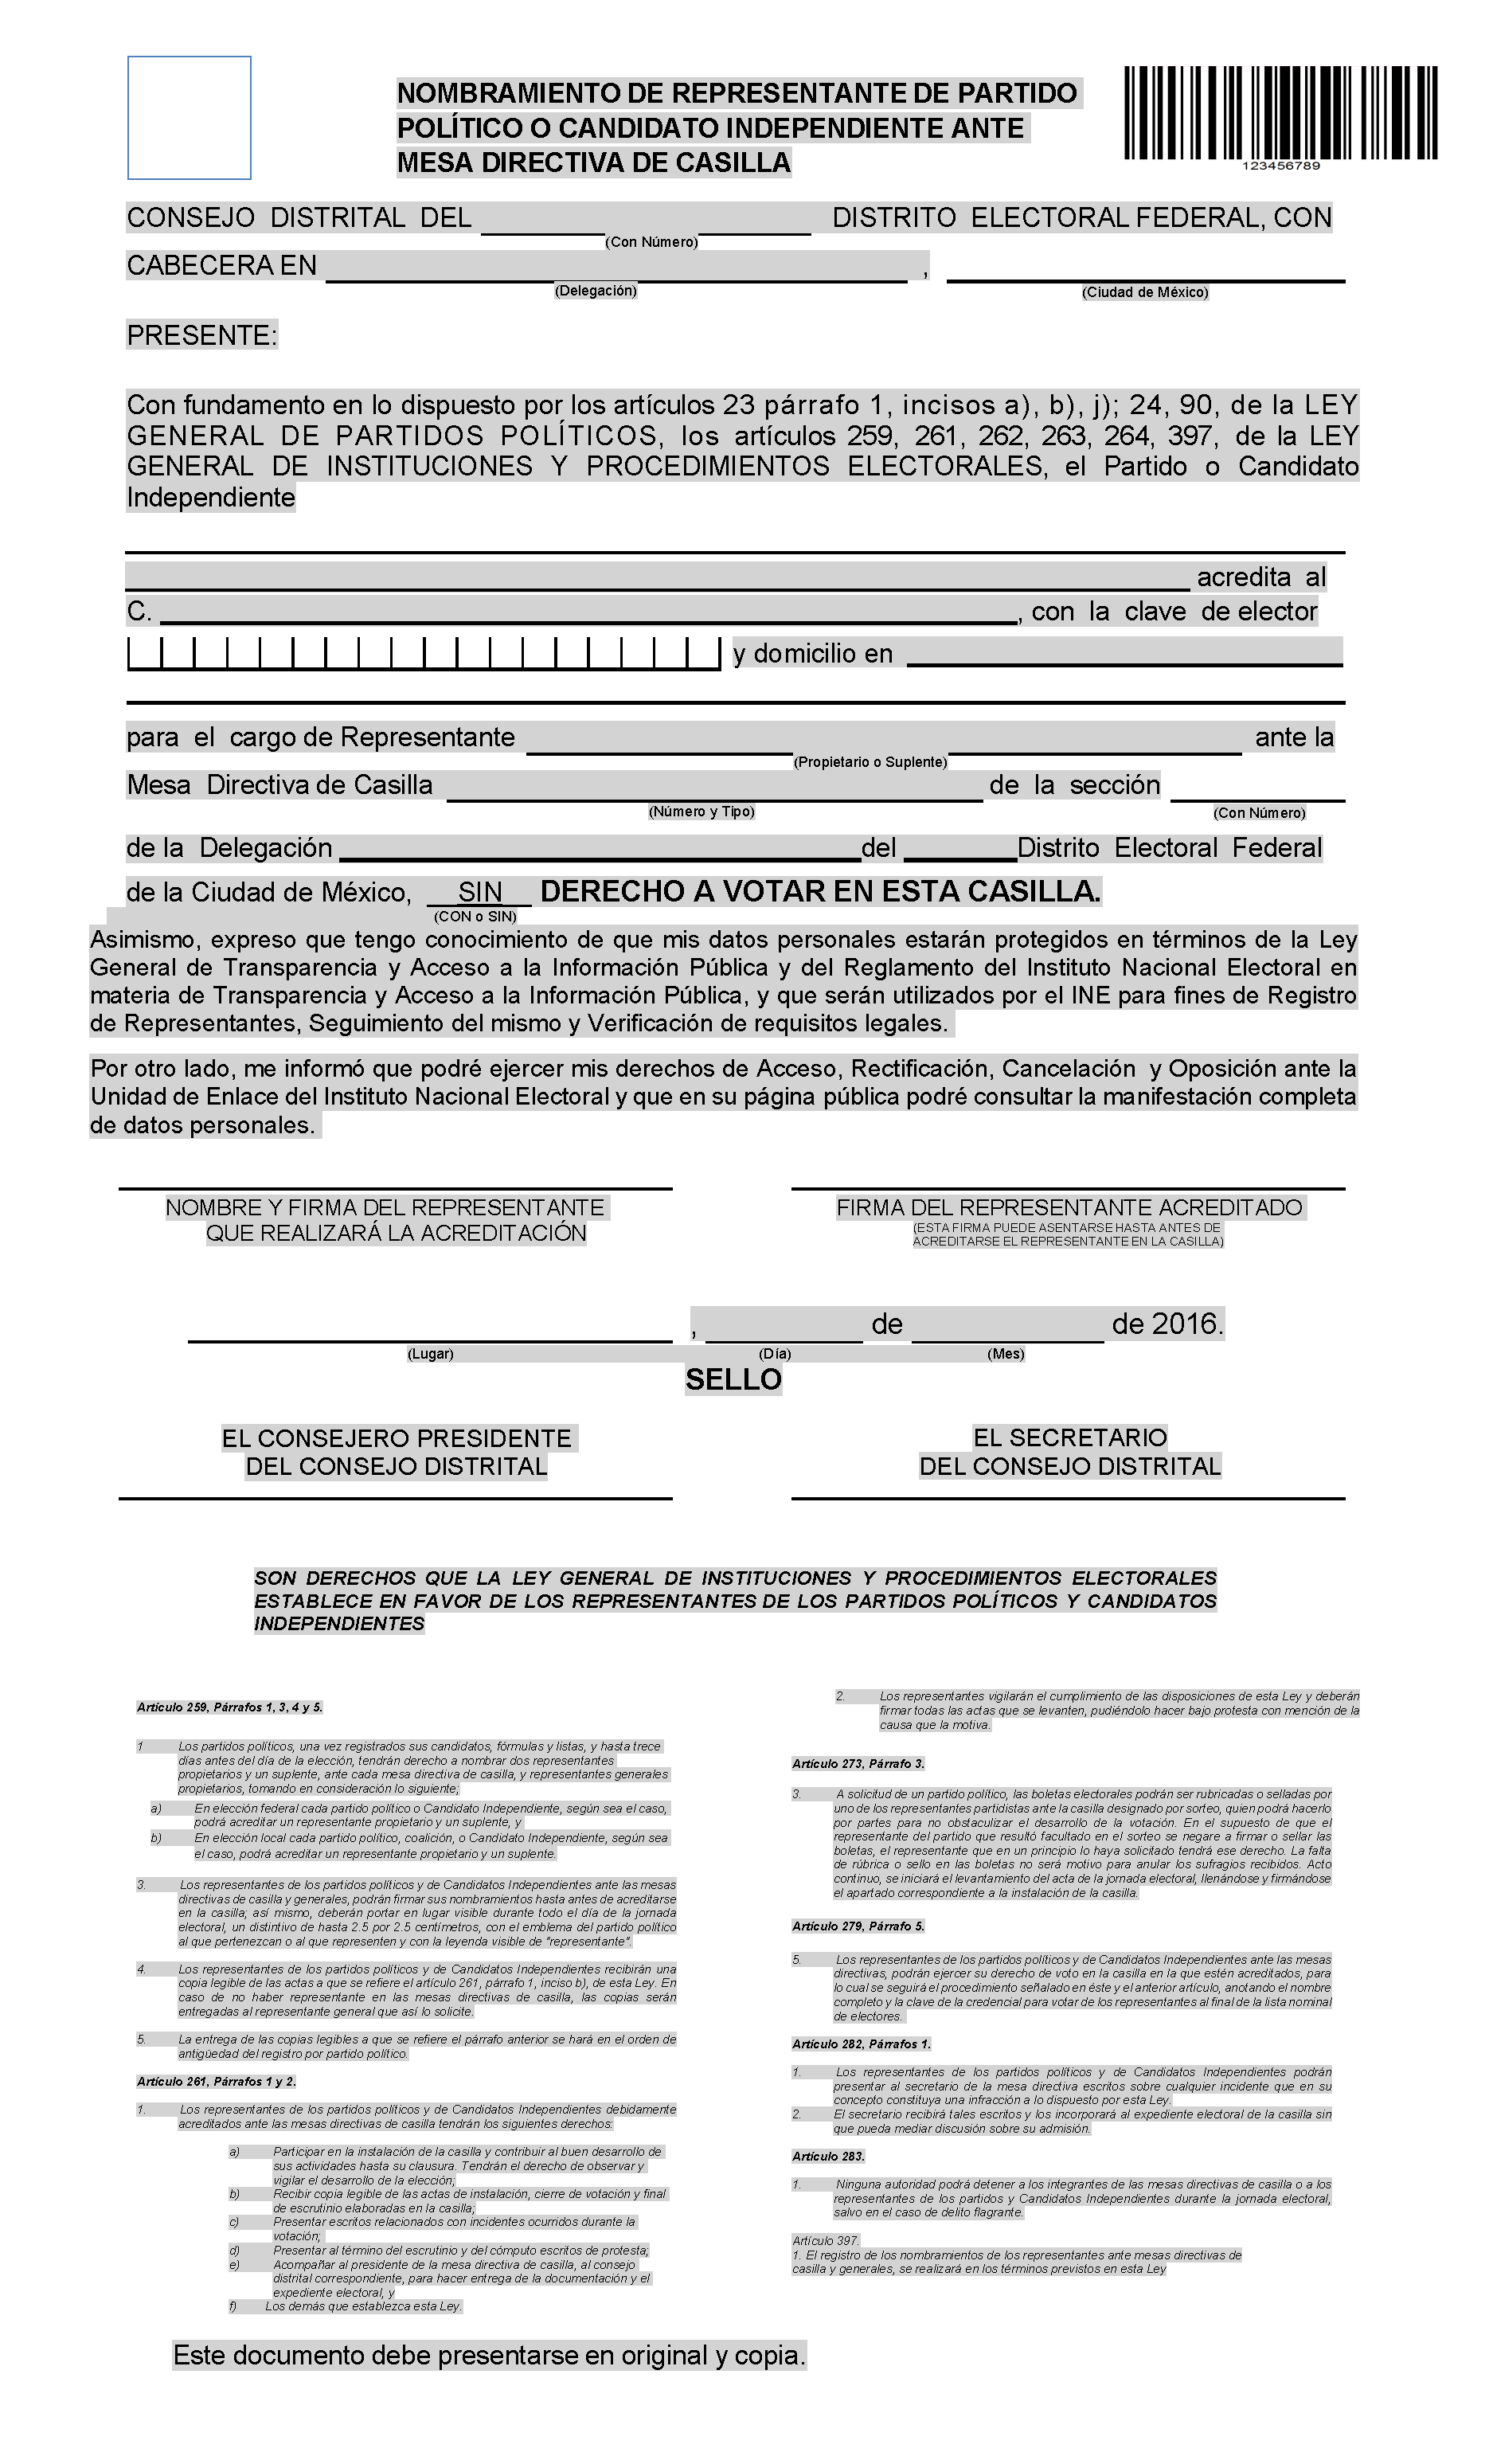 NOMBRAMIENTO DE REPRESENTANTE DE PARTIDO
POLÍTICO O CANDIDATO INDEPENDIENTE ANTE
MESA DIRECTIVA DE CASILLA
123456789
CONSEJO DISTRITAL DEL ________ DISTRITO ELECTORAL FEDERAL, CON
(Con Número)
CABECERA EN ________ , ________
(Delegación) (Ciudad de México)
PRESENTE:
Con fundamento en lo dispuesto por los artículos 23 párrafo 1, incisos a), b), j); 24, 90, de la LEY
GENERAL DE PARTIDOS POLÍTICOS, los artículos 259, 261, 262, 263, 264, 397, de la LEY
GENERAL DE INSTITUCIONES Y PROCEDIMIENTOS ELECTORALES, el Partido o Candidato
Independiente
________ acredita al
C. ________, con la clave de elector
y domicilio en ________
para el cargo de Representante ________ ante la
(Propietario o Suplente)
Mesa Directiva de Casilla ________ de la sección ________
(Número y Tipo) (Con Número)
de la Delegación ________del ________Distrito Electoral Federal
de la Ciudad de México, SIN DERECHO A VOTAR EN ESTA CASILLA.
(CON o SIN)
Asimismo, expreso que tengo conocimiento de que mis datos personales estarán protegidos en términos de la Ley
General de Transparencia y Acceso a la Información Pública y del Reglamento del Instituto Nacional Electoral en
materia de Transparencia y Acceso a la Información Pública, y que serán utilizados por el INE para fines de Registro
de Representantes, Seguimiento del mismo y Verificación de requisitos legales.
Por otro lado, me informó que podré ejercer mis derechos de Acceso, Rectificación, Cancelación y Oposición ante la
Unidad de Enlace del Instituto Nacional Electoral y que en su página pública podré consultar la manifestación completa
de datos personales.
NOMBRE Y FIRMA DEL REPRESENTANTE
QUE REALIZARÁ LA ACREDITACIÓN
FIRMA DEL REPRESENTANTE ACREDITADO
(ESTA FIRMA PUEDE ASENTARSE HASTA ANTES DE
ACREDITARSE EL REPRESENTANTE EN LA CASILLA)
________ , ________ de ________ de 2016.
(Lugar) (Día) (Mes)
SELLO
EL CONSEJERO PRESIDENTE
DEL CONSEJO DISTRITAL
EL SECRETARIO
DEL CONSEJO DISTRITAL
SON DERECHOS QUE LA LEY GENERAL DE INSTITUCIONES Y PROCEDIMIENTOS ELECTORALES
ESTABLECE EN FAVOR DE LOS REPRESENTANTES DE LOS PARTIDOS POLÍTICOS Y CANDIDATOS
INDEPENDIENTES
Artículo 259, Párrafos 1, 3, 4 y 5.
1 Los partidos políticos, una vez registrados sus candidatos, fórmulas y listas, y hasta trece
días antes del día de la elección, tendrán derecho a nombrar dos representantes
propietarios y un suplente, ante cada mesa directiva de casilla, y representantes generales
propietarios, tomando en consideración lo siguiente;
a) En elección federal cada partido político o Candidato Independiente, según sea el caso,
podrá acreditar un representante propietario y un suplente, y
b) En elección local cada partido político, coalición, o Candidato Independiente, según sea
el caso, podrá acreditar un representante propietario y un suplente.
3. Los representantes de los partidos políticos y de Candidatos Independientes ante las mesas
directivas de casilla y generales, podrán firmar sus nombramientos hasta antes de acreditarse
en la casilla; así mismo, deberán portar en lugar visible durante todo el día de la jornada
electoral, un distintivo de hasta 2.5 por 2.5 centímetros, con el emblema del partido político
al que pertenezcan o al que representen y con la leyenda visible de "representante".
4. Los representantes de los partidos políticos y de Candidatos Independientes recibirán una
copia legible de las actas a que se refiere el artículo 261, párrafo 1, inciso b), de esta Ley. En
caso de no haber representante en las mesas directivas de casilla, las copias serán
entregadas al representante general que así lo solicite.
5. La entrega de las copias legibles a que se refiere el párrafo anterior se hará en el orden de
antigüedad del registro por partido político.
Artículo 261, Párrafos 1 y 2.
1. Los representantes de los partidos políticos y de Candidatos Independientes debidamente
acreditados ante las mesas directivas de casilla tendrán los siguientes derechos:
a) Participar en la instalación de la casilla y contribuir al buen desarrollo de
sus actividades hasta su clausura. Tendrán el derecho de observar y
vigilar el desarrollo de la elección;
b) Recibir copia legible de las actas de instalación, cierre de votación y final
de escrutinio elaboradas en la casilla;
c) Presentar escritos relacionados con incidentes ocurridos durante la
votación;
d) Presentar al término del escrutinio y del cómputo escritos de protesta;
e) Acompañar al presidente de la mesa directiva de casilla, al consejo
distrital correspondiente, para hacer entrega de la documentación y el
expediente electoral, y
f) Los demás que establezca esta Ley.
2. Los representantes vigilarán el cumplimiento de las disposiciones de esta Ley y deberán
firmar todas las actas que se levanten, pudiéndolo hacer bajo protesta con mención de la
causa que la motiva.
Artículo 273, Párrafo 3.
3. A solicitud de un partido político, las boletas electorales podrán ser rubricadas o selladas por
uno de los representantes partidistas ante la casilla designado por sorteo, quien podrá hacerlo
por partes para no obstaculizar el desarrollo de la votación. En el supuesto de que el
representante del partido que resultó facultado en el sorteo se negare a firmar o sellar las
boletas, el representante que en un principio lo haya solicitado tendrá ese derecho. La falta
de rúbrica o sello en las boletas no será motivo para anular los sufragios recibidos. Acto
continuo, se iniciará el levantamiento del acta de la jornada electoral, llenándose y firmándose
el apartado correspondiente a la instalación de la casilla.
Artículo 279, Párrafo 5.
5. Los representantes de los partidos políticos y de Candidatos Independientes ante las mesas
directivas, podrán ejercer su derecho de voto en la casilla en la que estén acreditados, para
lo cual se seguirá el procedimiento señalado en éste y el anterior artículo, anotando el nombre
completo y la clave de la credencial para votar de los representantes al final de la lista nominal
de electores.
Artículo 282, Párrafos 1.
1. Los representantes de los partidos políticos y de Candidatos Independientes podrán
presentar al secretario de la mesa directiva escritos sobre cualquier incidente que en su
concepto constituya una infracción a lo dispuesto por esta Ley.
2. El secretario recibirá tales escritos y los incorporará al expediente electoral de la casilla sin
que pueda mediar discusión sobre su admisión.
Artículo 283.
1. Ninguna autoridad podrá detener a los integrantes de las mesas directivas de casilla o a los
representantes de los partidos y Candidatos Independientes durante la jornada electoral,
salvo en el caso de delito flagrante.
Artículo 397.
1. El registro de los nombramientos de los representantes ante mesas directivas de
casilla y generales, se realizará en los términos previstos en esta Ley
Este documento debe presentarse en original y copia.